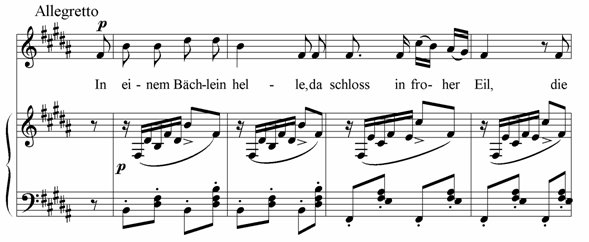 Allegretto
p
In ei - nem Bäch-lein hel - le, da schloss in fro- her Eil, die
p